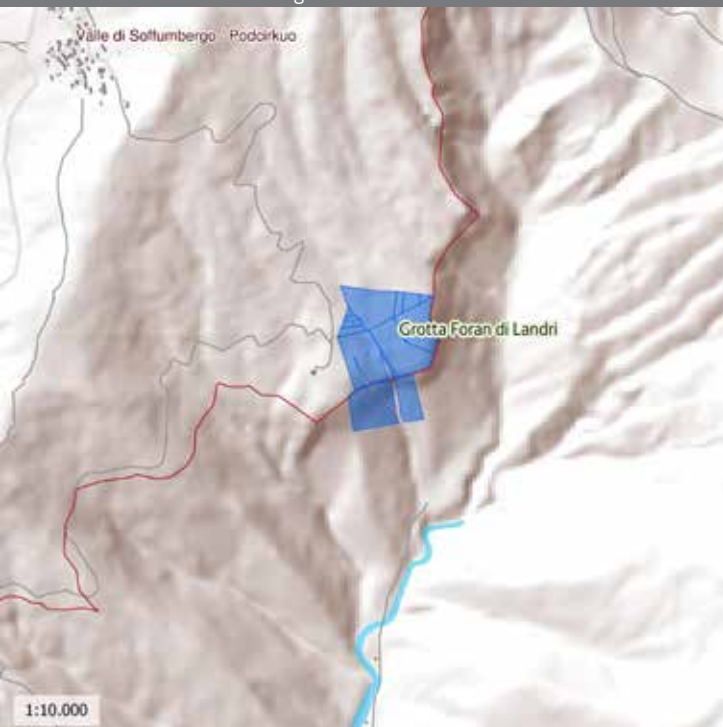 Valle di Soffumbergo - Podcirkuo
Grotta Foran di Landri
1:10.000